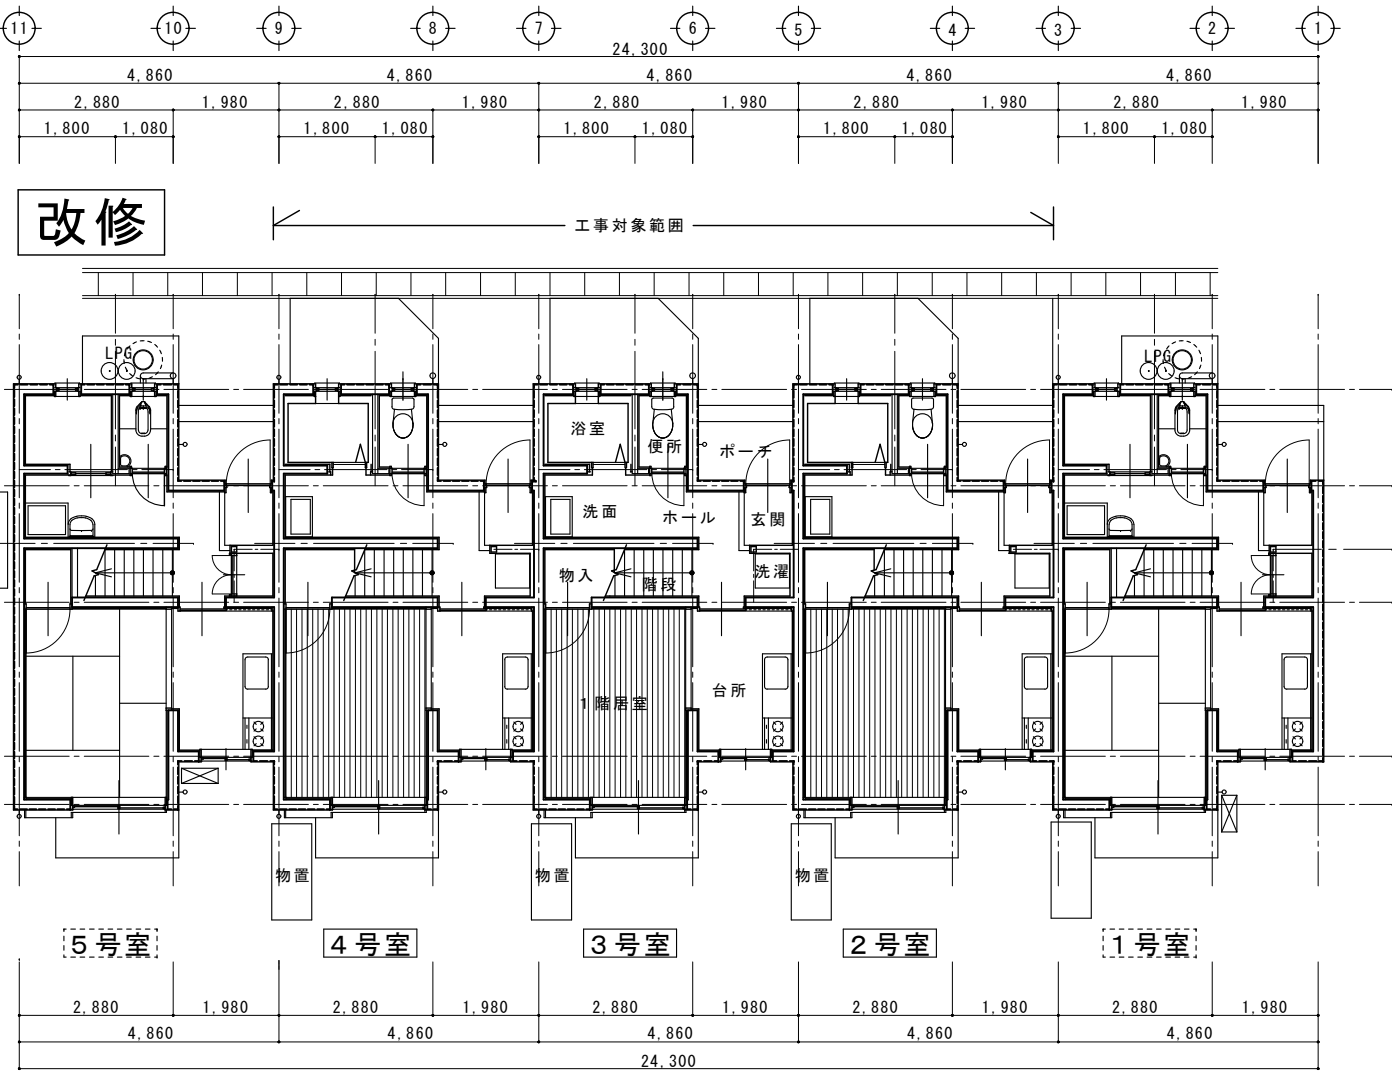 11 10 9 8 7 6 5 4 3 2 1
24,300
4,860 4,860 4,860 4,860 4,860
2,880 1,980 2,880 1,980 2,880 1,980 2,880 1,980 2,880 1,980
1,800 1,080 1,800 1,080 1,800 1,080 1,800 1,080 1,800 1,080
改修
工事対象範囲
LPG LPG
浴室
便所
ポーチ
洗面
ホール
玄関
物入
階段
洗濯
台所
1階居室
物置 物置 物置
5号室 4号室 3号室 2号室 1号室
2,880 1,980 2,880 1,980 2,880 1,980 2,880 1,980 2,880 1,980
4,860 4,860 4,860 4,860 4,860
24,300